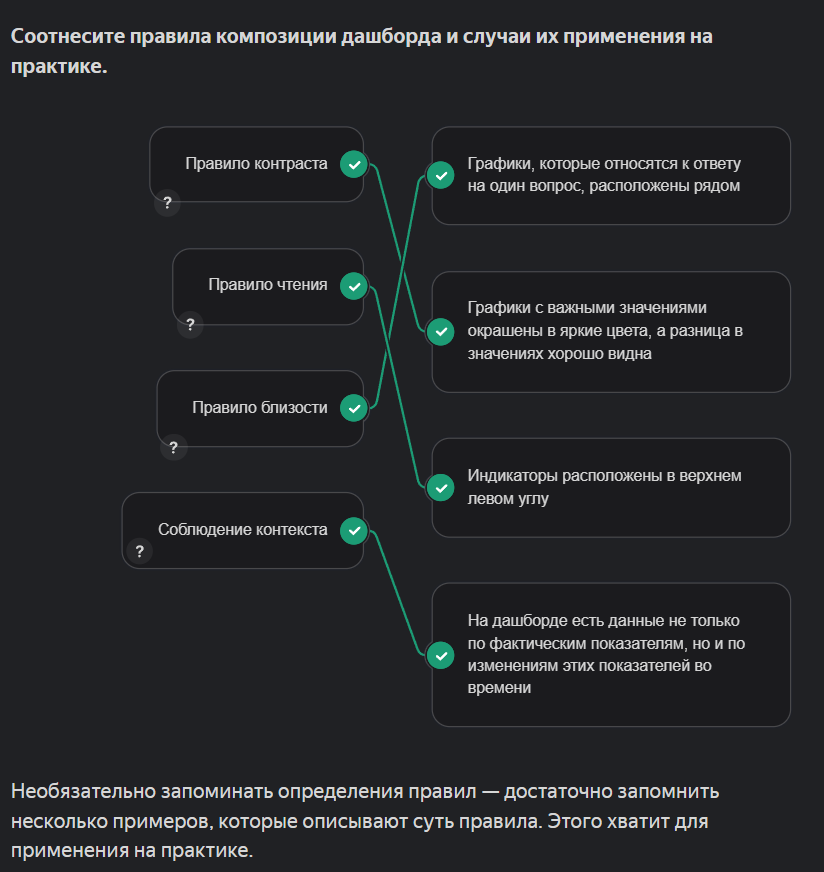 Соотнесите правила композиции дашборда и случаи их применения на
практике.
Правило контраста
?
Правило чтения
?
Правило близости
?
Соблюдение контекста
?
Графики, которые относятся к ответу
на один вопрос, расположены рядом
Графики с важными значениями
окрашены в яркие цвета, а разница в
значениях хорошо видна
Индикаторы расположены в верхнем
левом углу
На дашборде есть данные не только
по фактическим показателям, но и по
изменениям этих показателей во
времени
Необязательно запоминать определения правил — достаточно запомнить
несколько примеров, которые описывают суть правила. Этого хватит для
применения на практике.